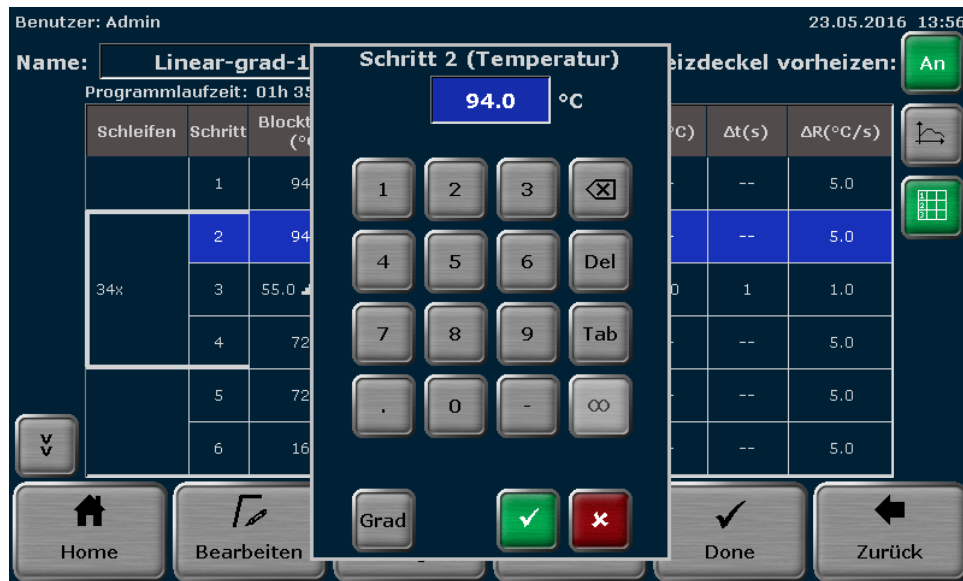 Benutzer: Admin 23.05.2016 13:56
Name: Linear-grad-1 eizdeckel vorheizen: An
Programmlaufzeit: 01h 35
Schritt 2 (Temperatur)
94.0 °C
Schleifen Schritt Blockt (° °C) Δt(s) ΔR(°C/s)
1 94 - -- 5.0
2 94 - -- 5.0
34x 3 55.0 0 1 1.0
4 72 - -- 5.0
5 72 - -- 5.0
6 16 - -- 5.0
1 2 3
4 5 6 Del
7 8 9 Tab
. 0 - ∞
Grad
Home Bearbeiten Done Zurück